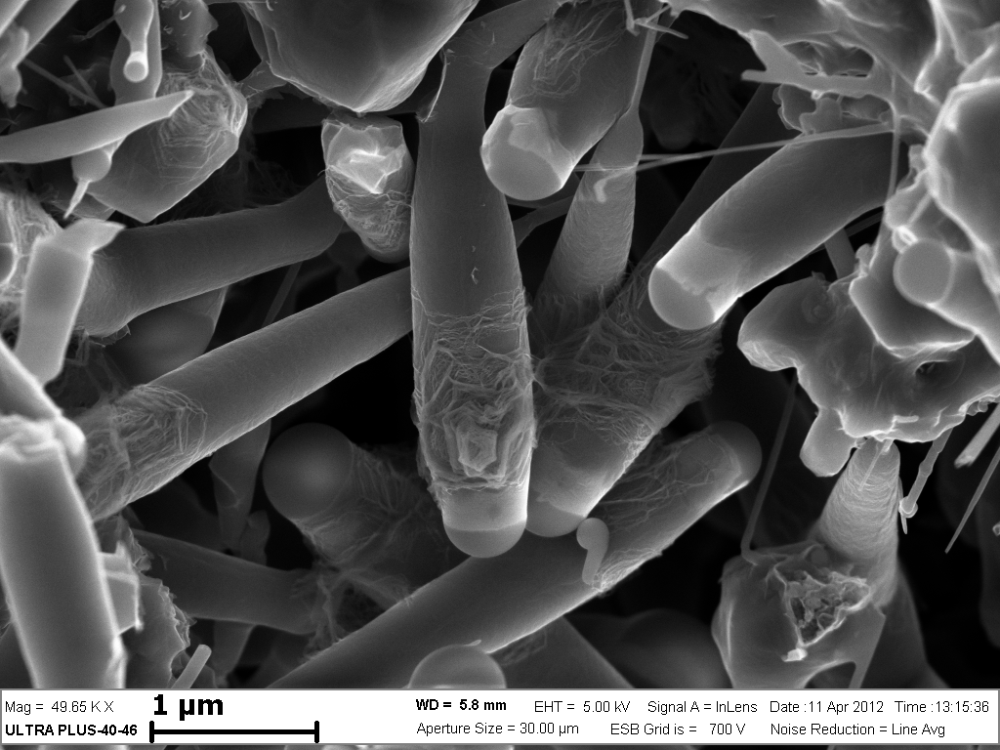 Mag = 49.65 K X 1 µm WD = 5.8 mm EHT = 5.00 kV Signal A = InLens Date :11 Apr 2012 Time :13:15:36
ULTRA PLUS-40-46 Aperture Size = 30.00 µm ESB Grid is = 700 V Noise Reduction = Line Avg